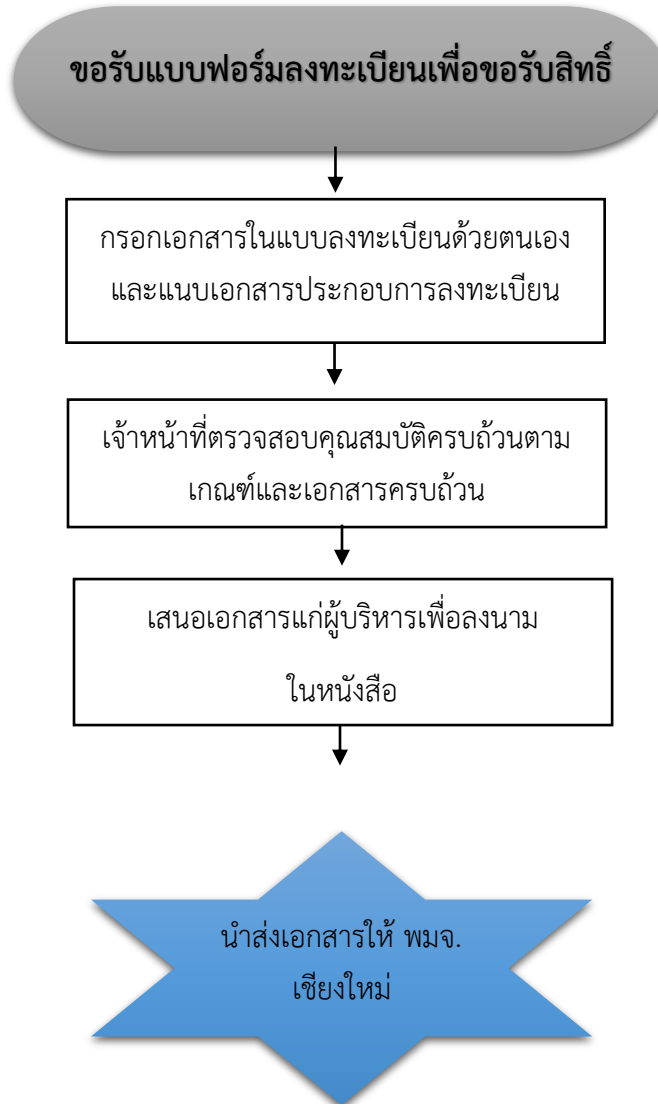 ขอรับแบบฟอร์มลงทะเบียนเพื่อขอรับสิทธิ์
กรอกเอกสารในแบบลงทะเบียนด้วยตนเอง
และแนบเอกสารประกอบการลงทะเบียน
เจ้าหน้าที่ตรวจสอบคุณสมบัติครบถ้วนตาม
เกณฑ์และเอกสารครบถ้วน
เสนอเอกสารแก่ผู้บริหารเพื่อลงนาม
ในหนังสือ
นำส่งเอกสารให้ พมจ.
เชียงใหม่